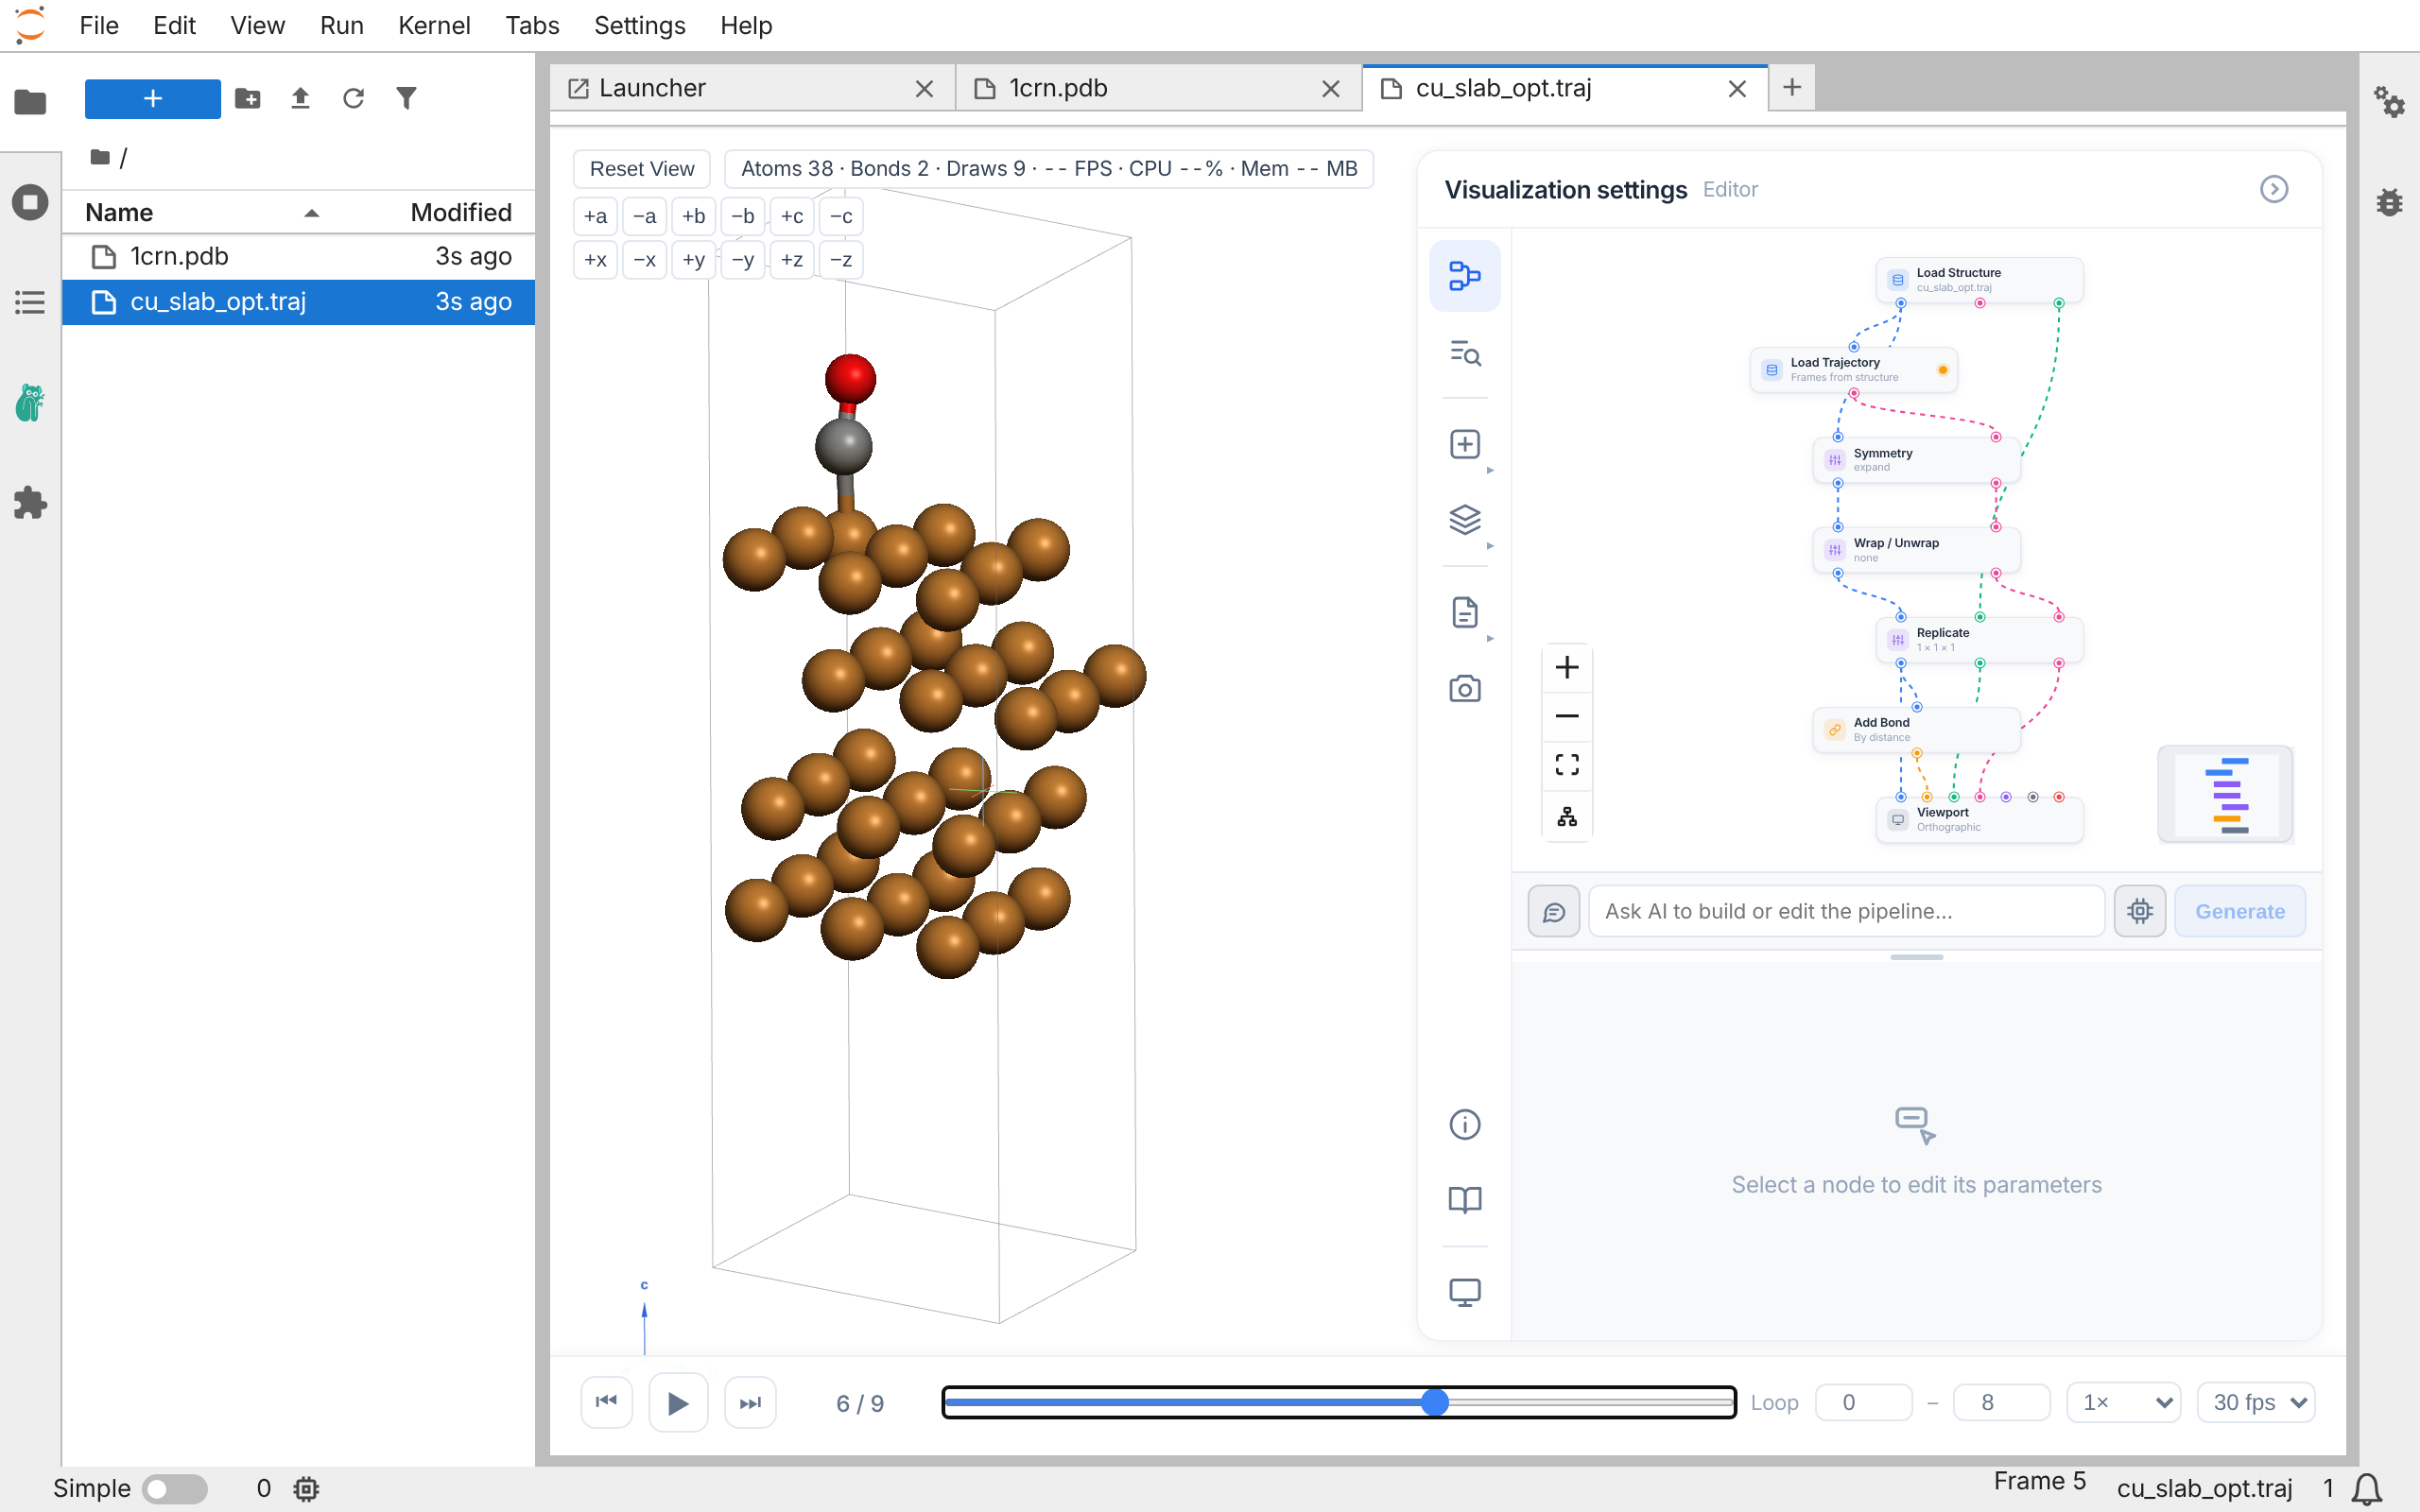 File Edit View Run Kernel Tabs Settings Help
Launcher
1crn.pdb
cu_slab_opt.traj
/
Name
Modified
1crn.pdb 3s ago
cu_slab_opt.traj 3s ago
Reset View
Atoms 38 · Bonds 2 · Draws 9 · -- FPS · CPU --% · Mem -- MB
+a −a +b −b +c −c
+x −x +y −y +z −z
c
Visualization settings Editor
Load Structure
cu_slab_opt.traj
Load Trajectory
Frames from structure
Symmetry
expand
Wrap / Unwrap
none
Replicate
1 × 1 × 1
Add Bond
By distance
Viewport
Orthographic
Ask AI to build or edit the pipeline...
Generate
Select a node to edit its parameters
6 / 9
Loop 0 – 8 1× 30 fps
Simple 0
Frame 5 cu_slab_opt.traj 1